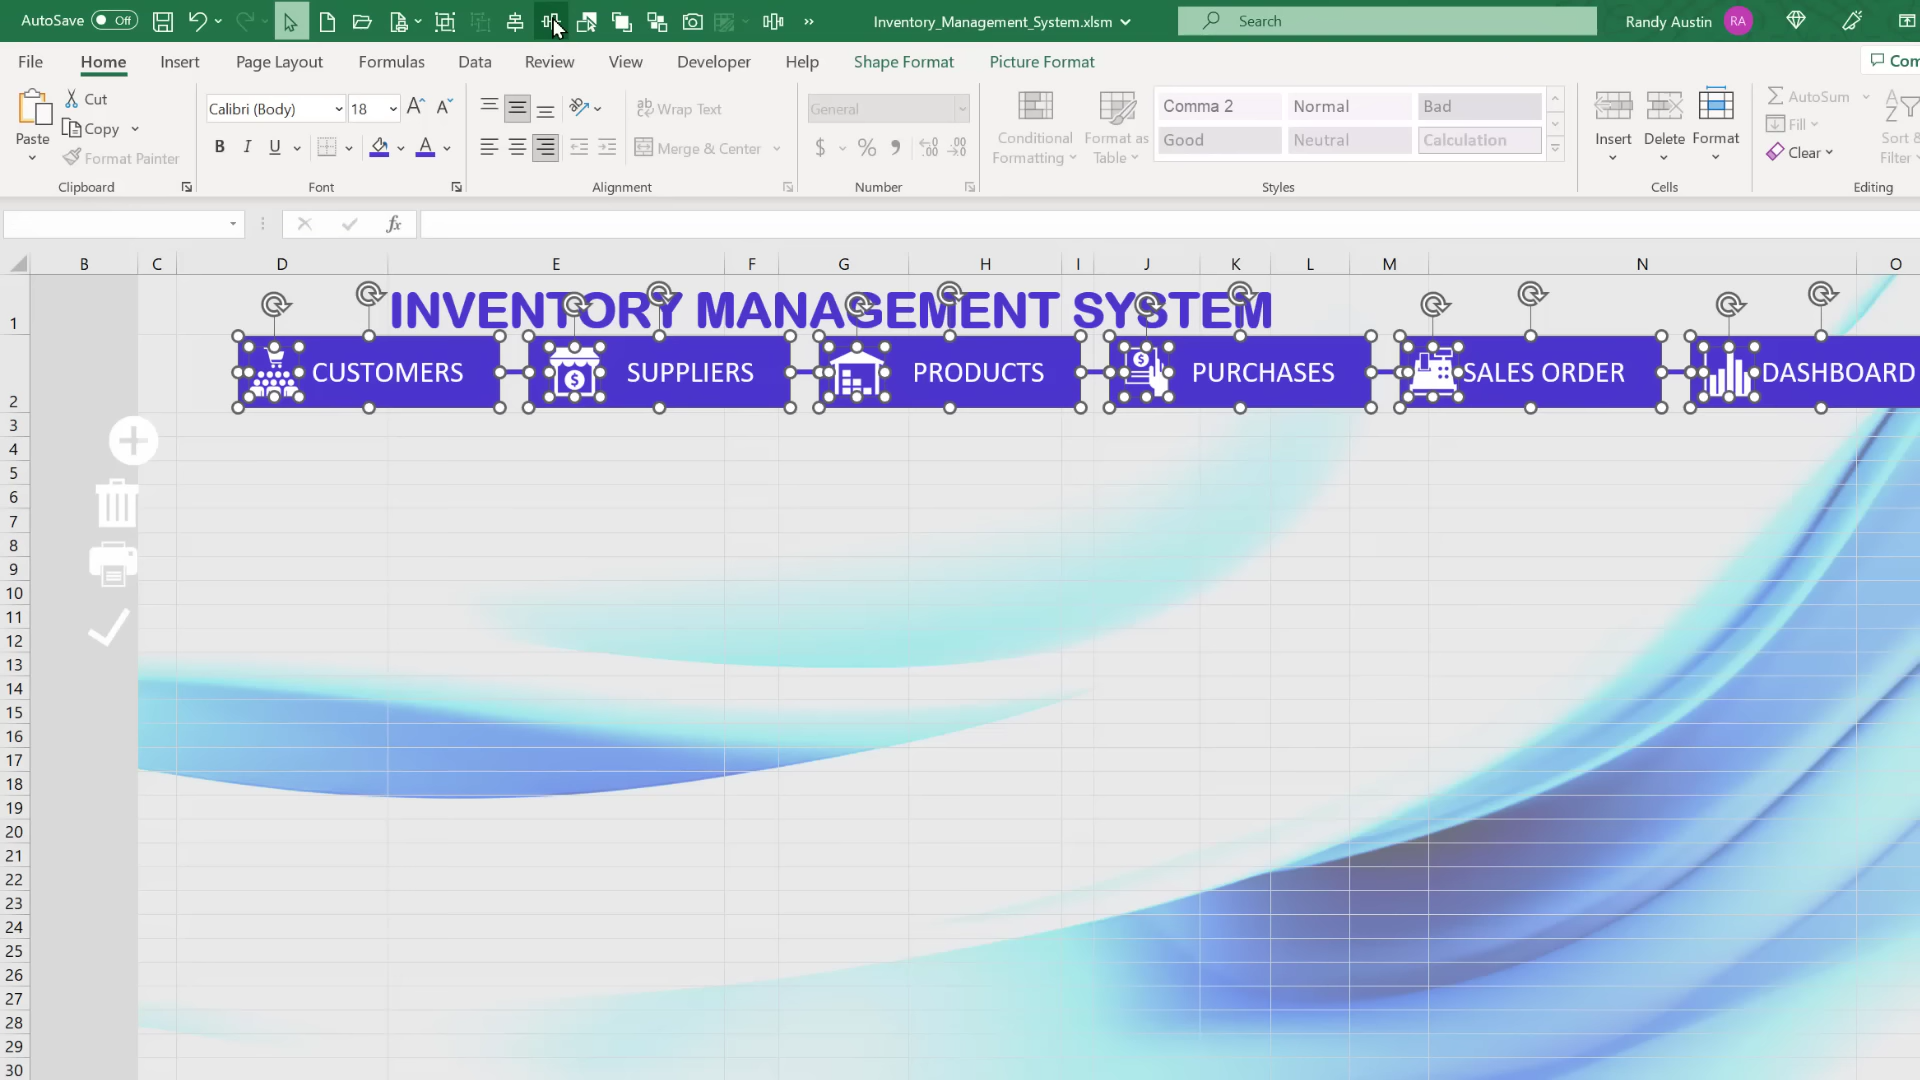 AutoSave Off Inventory_Management_System.xlsm Search Randy Austin RA
File Home Insert Page Layout Formulas Data Review View Developer Help Shape Format Picture Format Com
Paste Cut Copy Format Painter Clipboard
Calibri (Body) 18 A A B I U A Font
ab Wrap Text Merge & Center Alignment
General $ % Number
Conditional Formatting Format as Table
Comma 2 Normal Bad
Good Neutral Calculation
Styles
Insert Delete Format Cells
AutoSum Fill Clear Sort & Filter Editing
fx
B C D E F G H I J K L M N O
1 INVENTORY MANAGEMENT SYSTEM
2 CUSTOMERS SUPPLIERS PRODUCTS PURCHASES SALES ORDER DASHBOARD
3
4
5
6
7
8
9
10
11
12
13
14
15
16
17
18
19
20
21
22
23
24
25
26
27
28
29
30